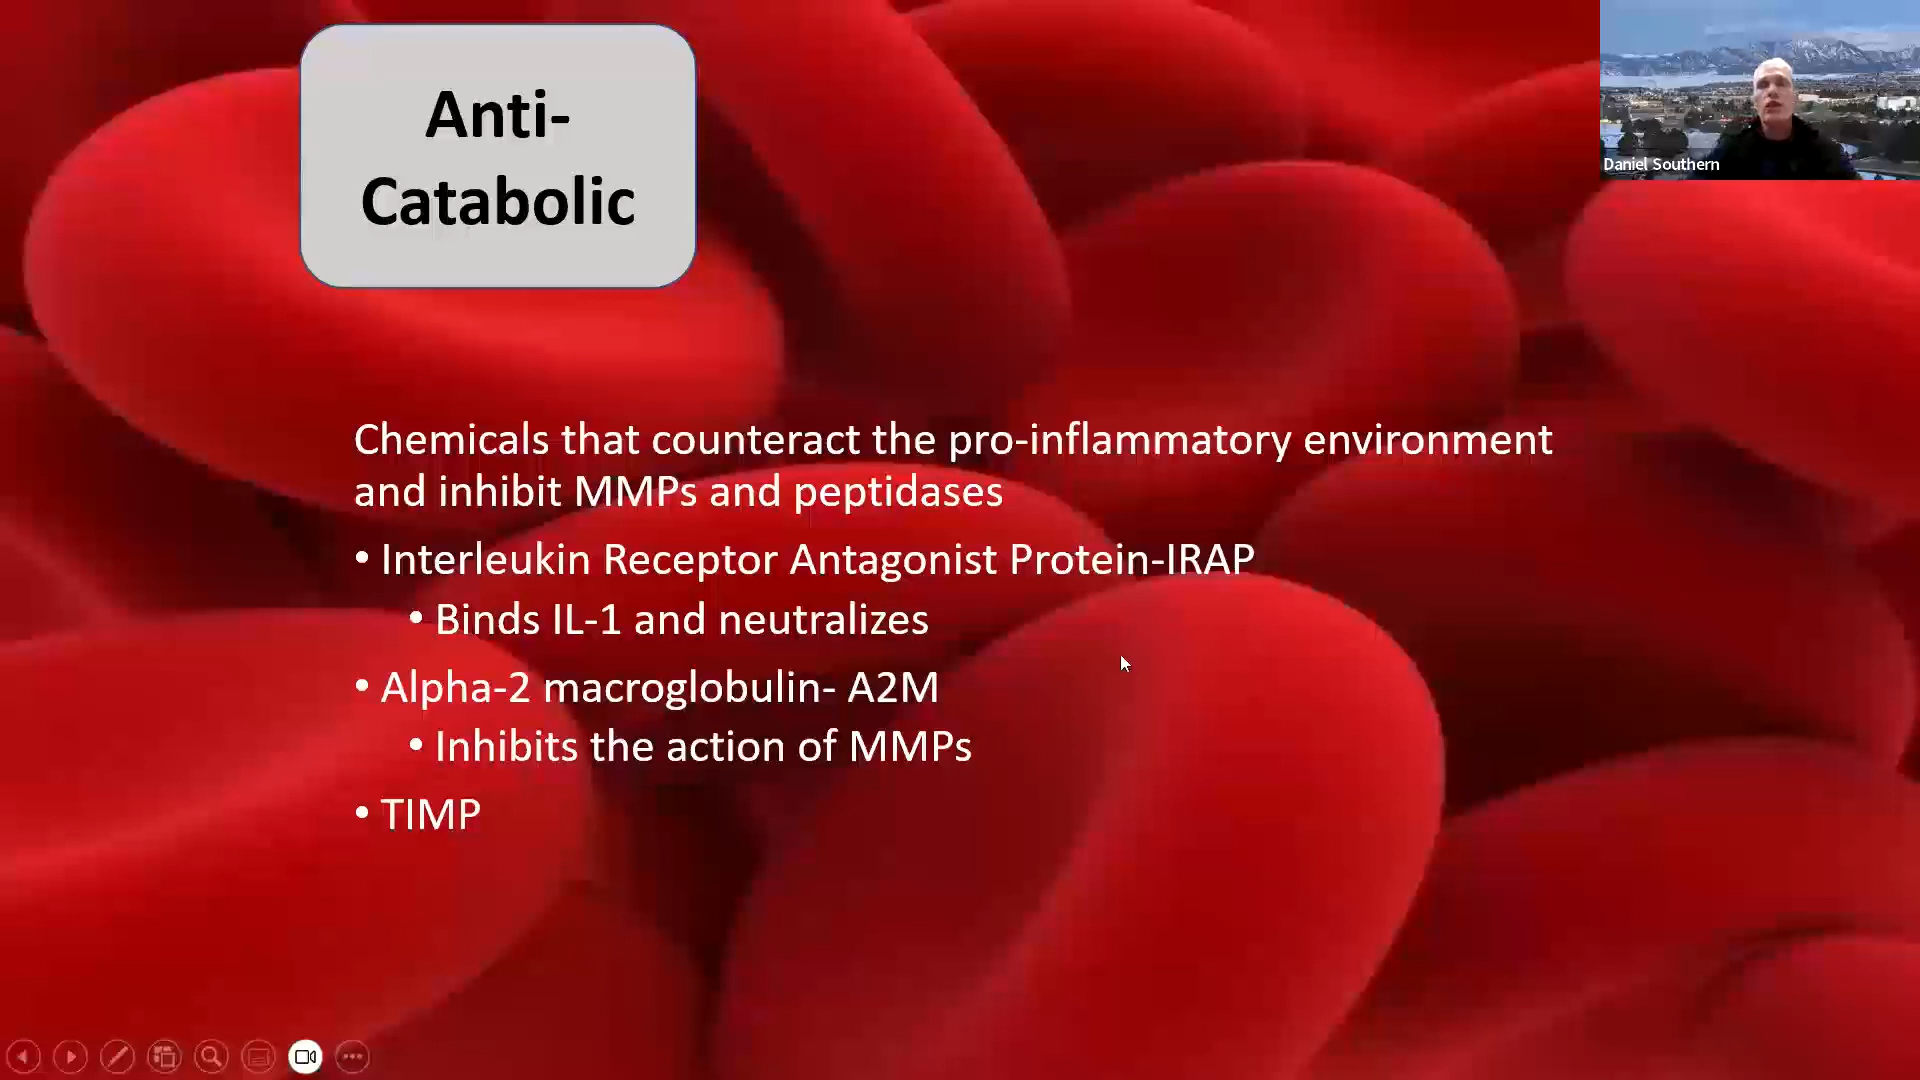 Anti-
Catabolic
Daniel Southern
Chemicals that counteract the pro-inflammatory environment
and inhibit MMPs and peptidases
• Interleukin Receptor Antagonist Protein-IRAP
• Binds IL-1 and neutralizes
• Alpha-2 macroglobulin- A2M
• Inhibits the action of MMPs
• TIMP